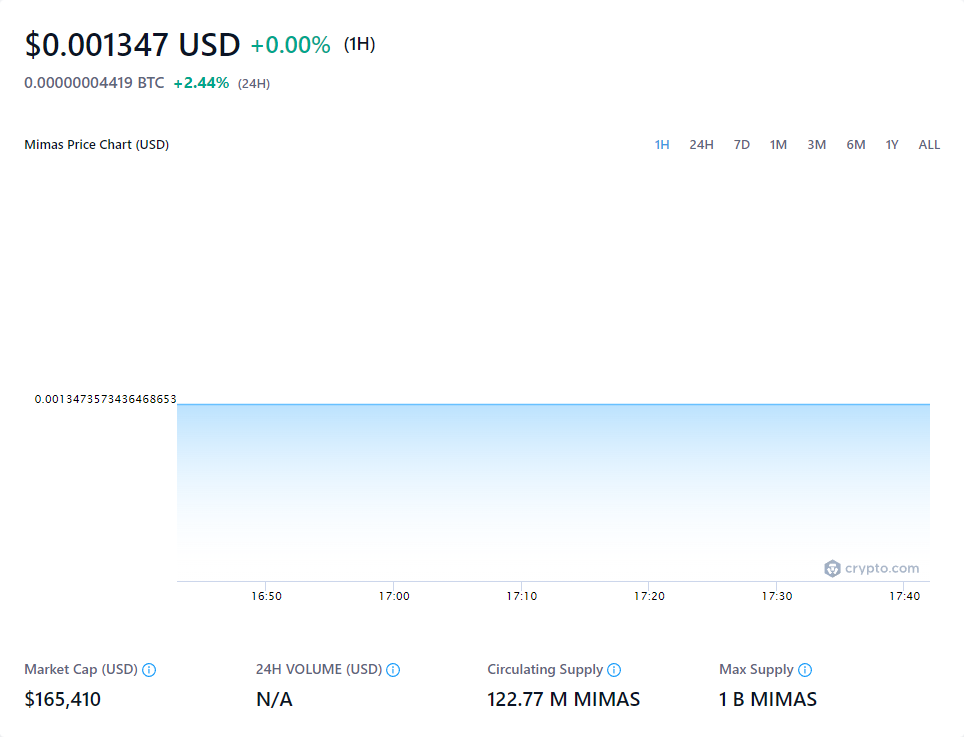 $0.001347 USD +0.00% (1H)
0.00000004419 BTC +2.44% (24H)
Mimas Price Chart (USD) 1H 24H 7D 1M 3M 6M 1Y ALL
0.0013473573436468653
crypto.com
16:50 17:00 17:10 17:20 17:30 17:40
Market Cap (USD) 24H VOLUME (USD) Circulating Supply Max Supply
$165,410 N/A 122.77 M MIMAS 1 B MIMAS